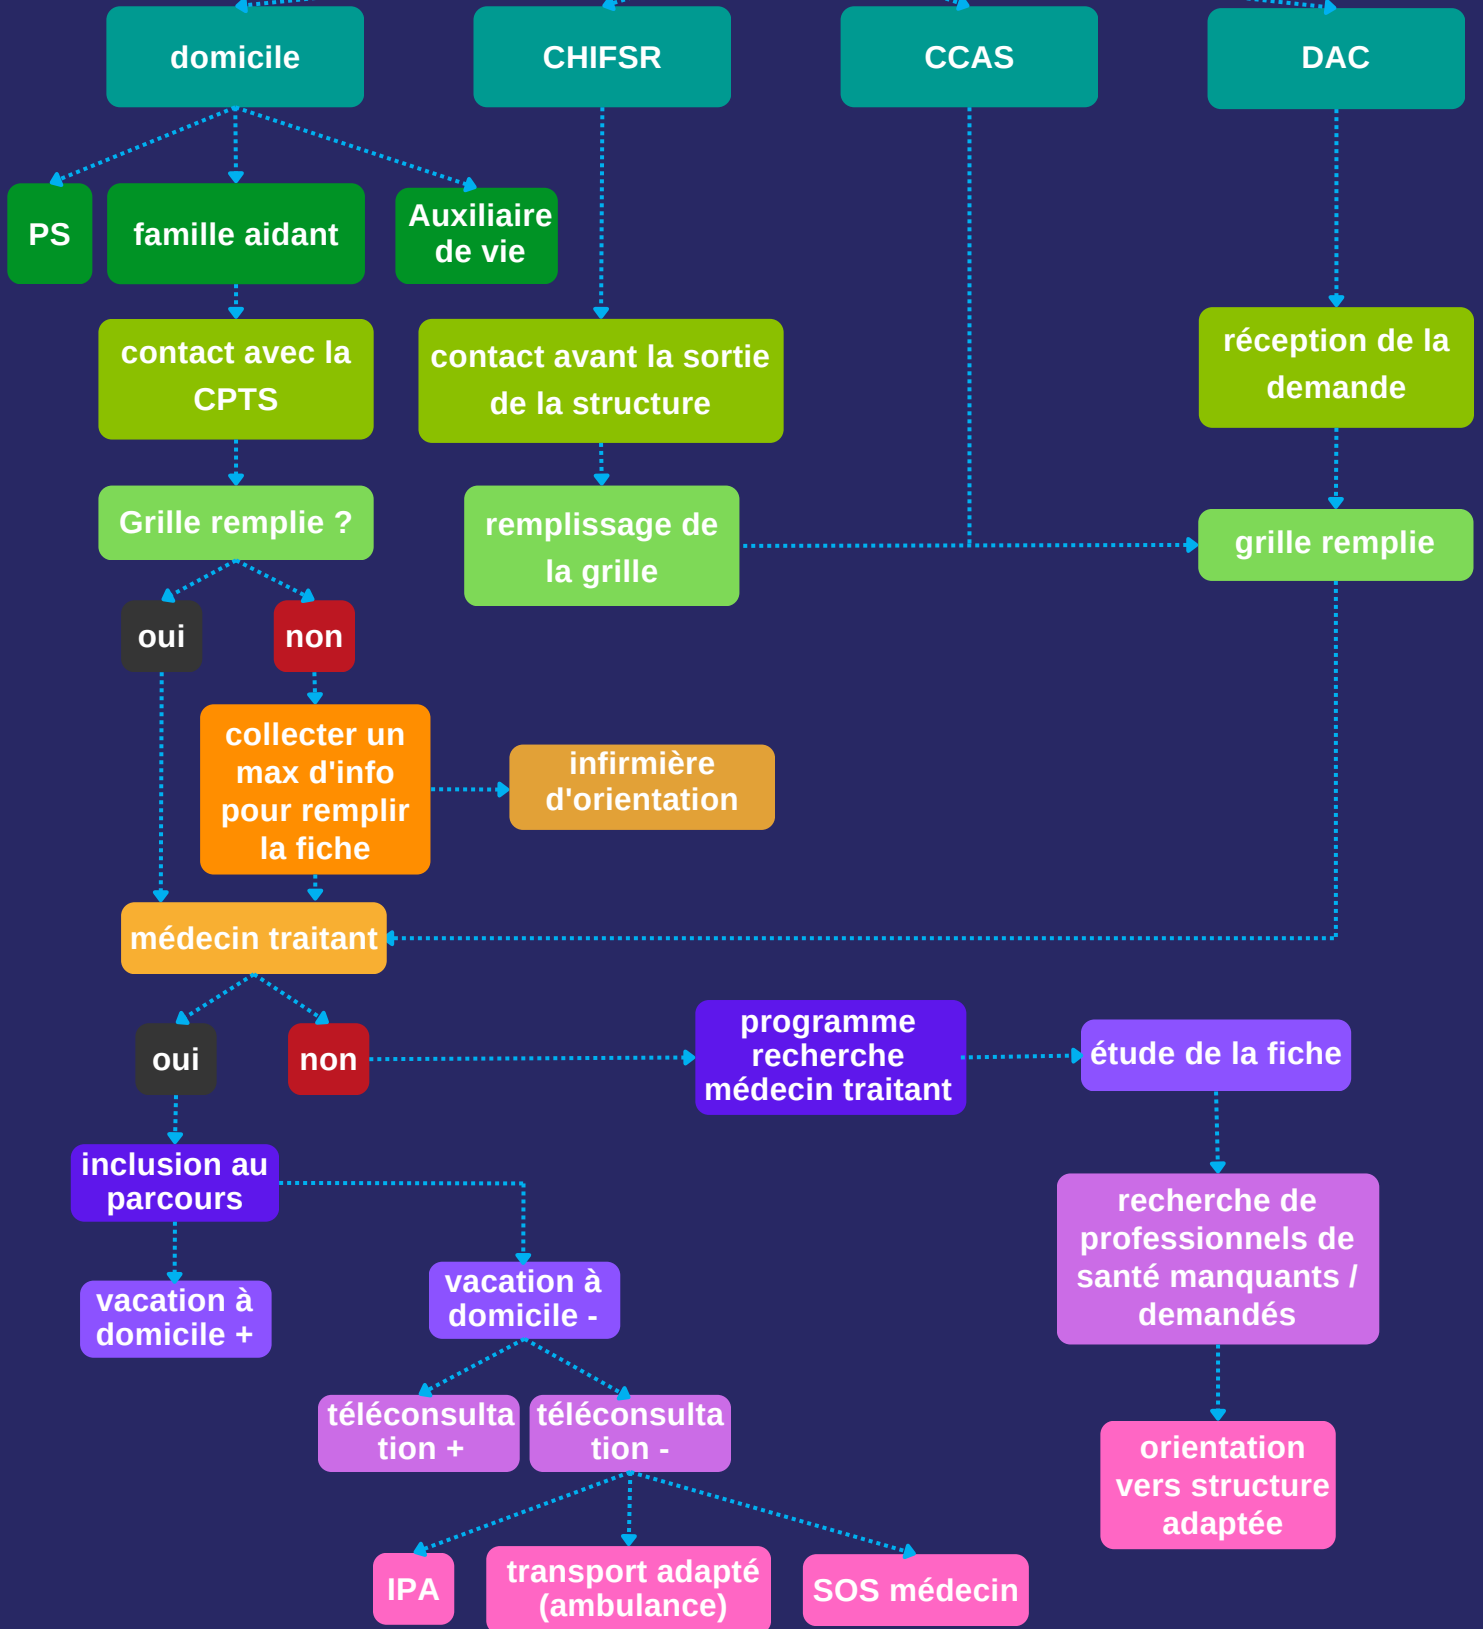 domicile
CHIFSR
CCAS
DAC
PS
famille aidant
Auxiliaire
de vie
contact avec la
CPTS
contact avant la sortie
de la structure
réception de la
demande
Grille remplie ?
remplissage de
la grille
grille remplie
oui
non
collecter un
max d'info
pour remplir
la fiche
infirmière
d'orientation
médecin traitant
oui
non
programme
recherche
médecin traitant
étude de la fiche
inclusion au
parcours
recherche de
professionnels de
santé manquants /
demandés
vacation à
domicile +
vacation à
domicile -
téléconsulta
tion +
téléconsulta
tion -
orientation
vers structure
adaptée
IPA
transport adapté
(ambulance)
SOS médecin